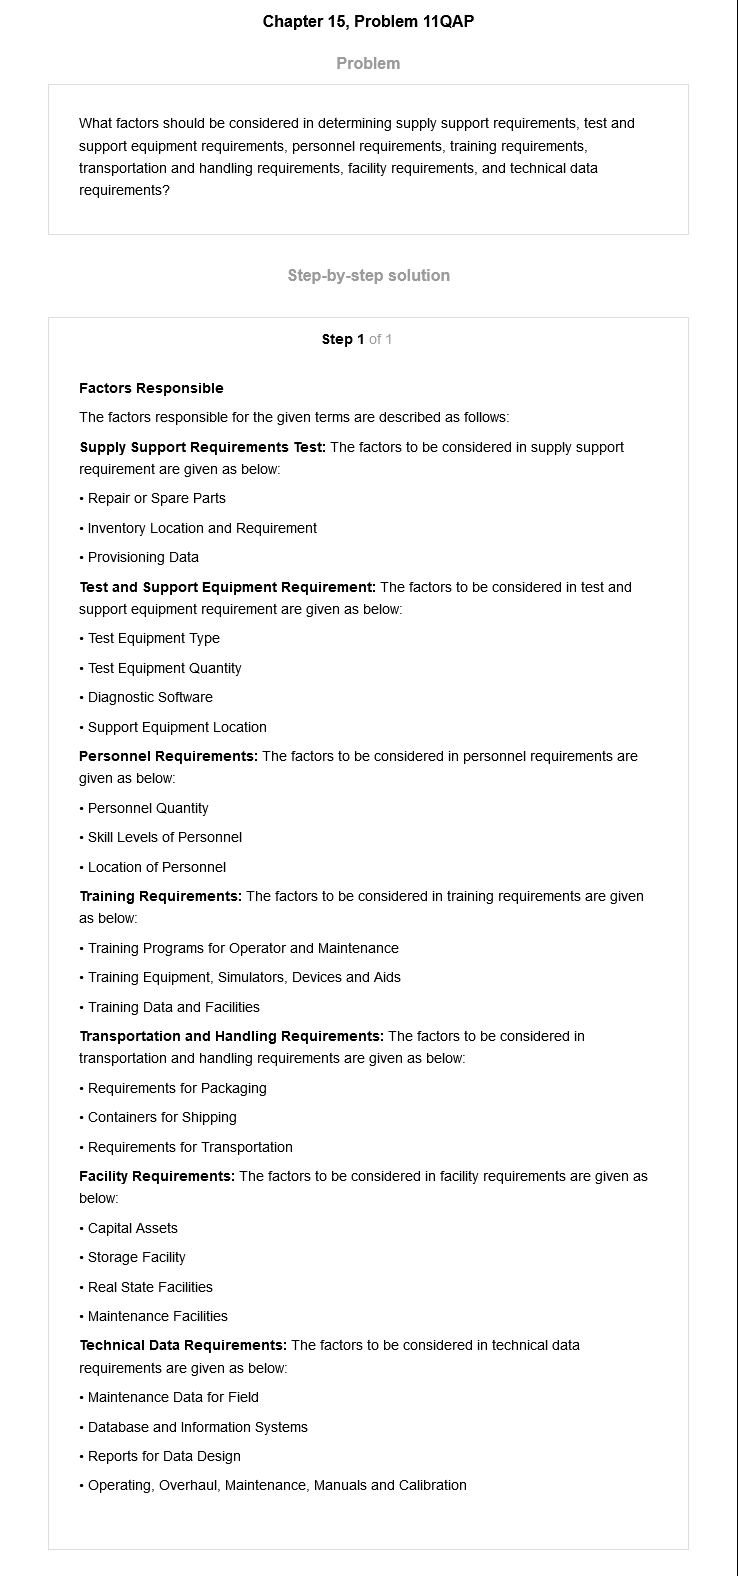 Chapter 15, Problem 11QAP
Problem
What factors should be considered in determining supply support requirements, test and
support equipment requirements, personnel requirements, training requirements,
transportation and handling requirements, facility requirements, and technical data
requirements?
Step-by-step solution
Step 1 of 1
Factors Responsible
The factors responsible for the given terms are described as follows:
Supply Support Requirements Test: The factors to be considered in supply support
requirement are given as below:
• Repair or Spare Parts
• Inventory Location and Requirement
• Provisioning Data
Test and Support Equipment Requirement: The factors to be considered in test and
support equipment requirement are given as below:
• Test Equipment Type
• Test Equipment Quantity
• Diagnostic Software
• Support Equipment Location
Personnel Requirements: The factors to be considered in personnel requirements are
given as below:
• Personnel Quantity
• Skill Levels of Personnel
• Location of Personnel
Training Requirements: The factors to be considered in training requirements are given
as below:
• Training Programs for Operator and Maintenance
• Training Equipment, Simulators, Devices and Aids
• Training Data and Facilities
Transportation and Handling Requirements: The factors to be considered in
transportation and handling requirements are given as below:
• Requirements for Packaging
• Containers for Shipping
• Requirements for Transportation
Facility Requirements: The factors to be considered in facility requirements are given as
below:
• Capital Assets
• Storage Facility
• Real State Facilities
• Maintenance Facilities
Technical Data Requirements: The factors to be considered in technical data
requirements are given as below:
• Maintenance Data for Field
• Database and Information Systems
• Reports for Data Design
• Operating, Overhaul, Maintenance, Manuals and Calibration